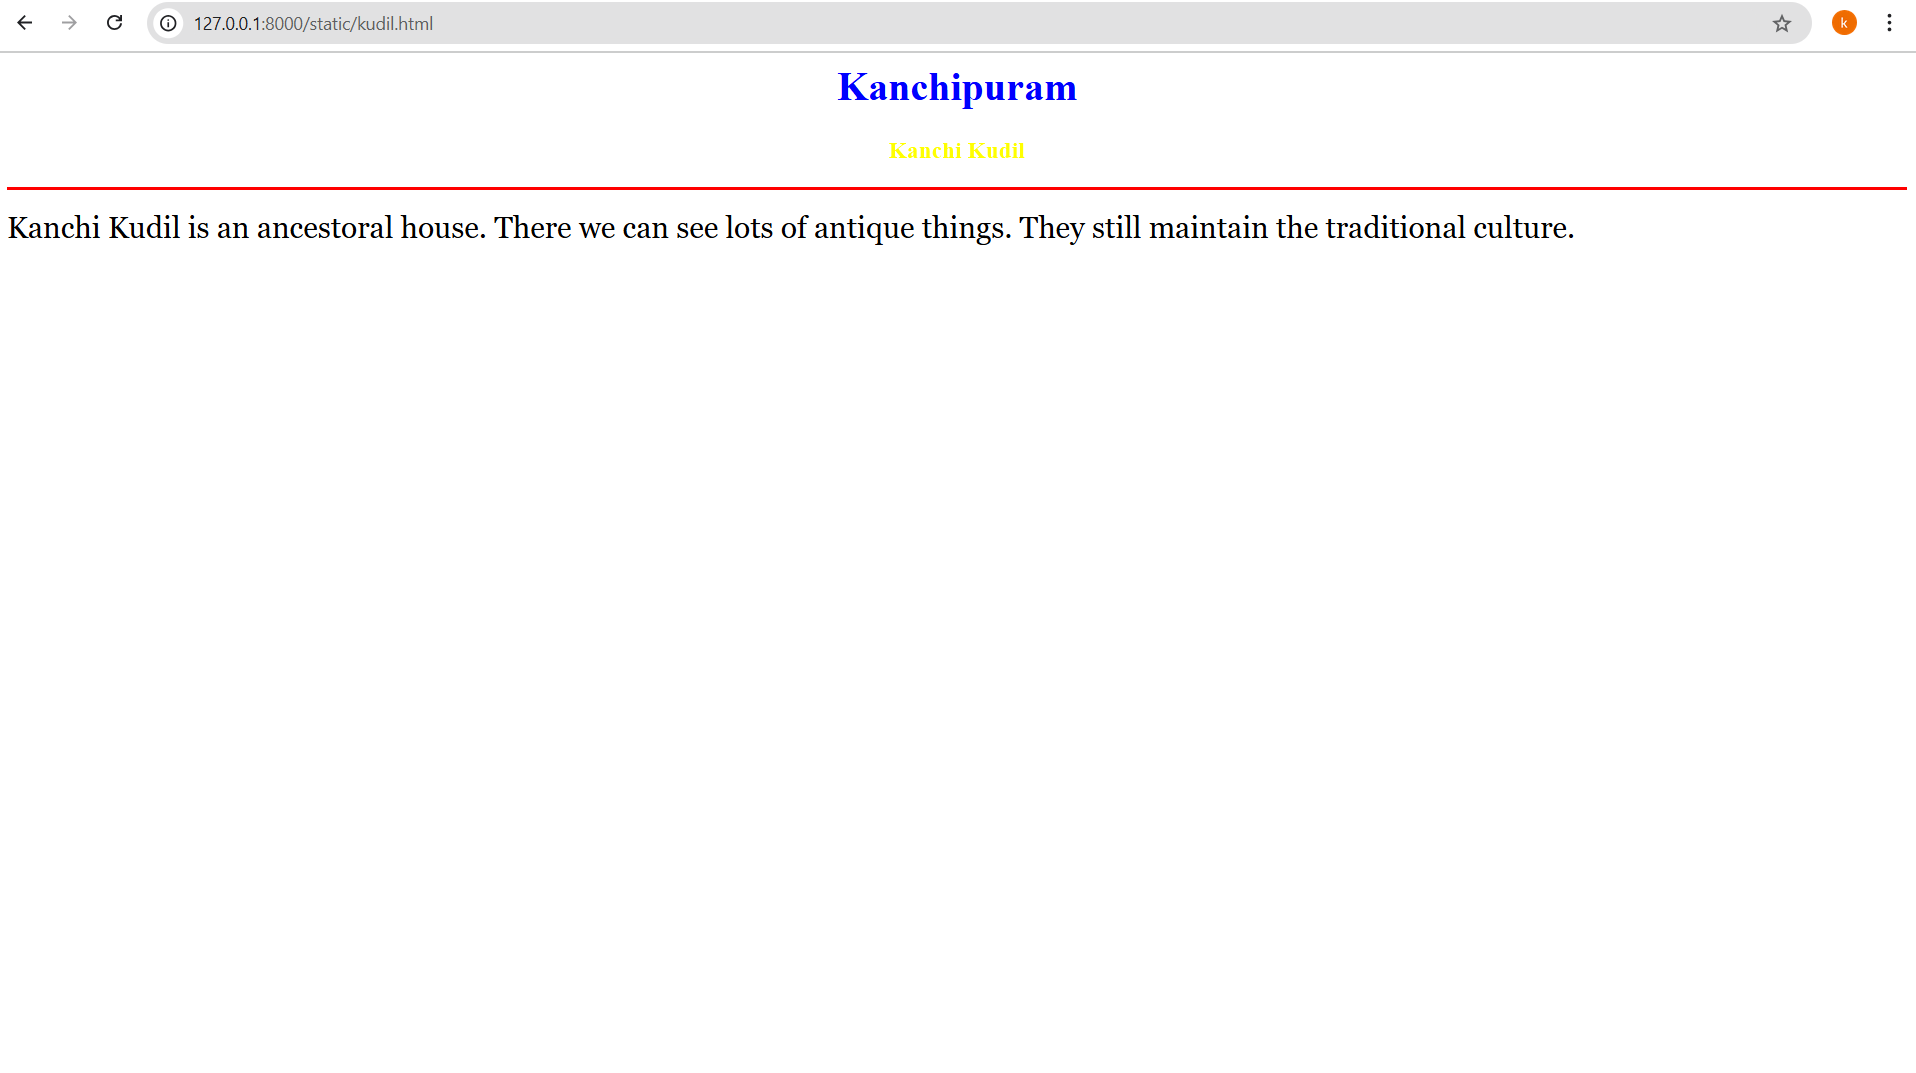 127.0.0.1:8000/static/kudil.html
k
Kanchipuram
Kanchi Kudil
Kanchi Kudil is an ancestoral house. There we can see lots of antique things. They still maintain the traditional culture.